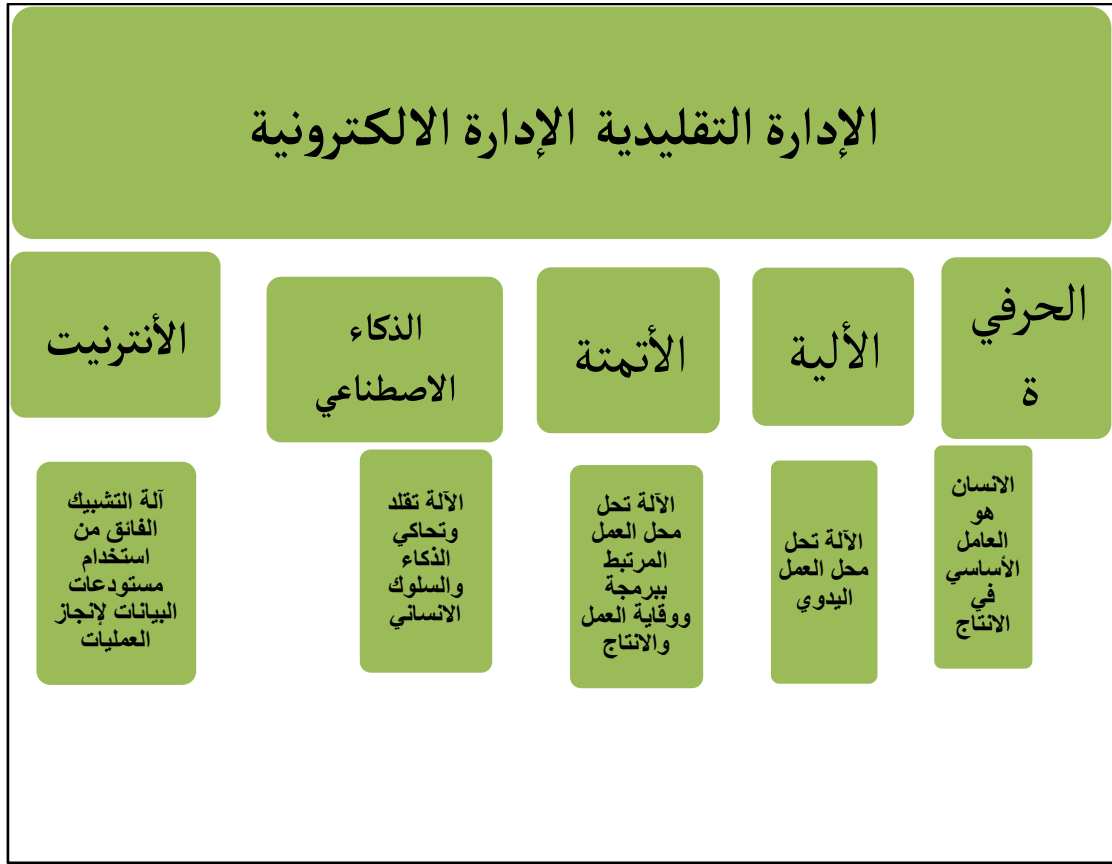 الإدارة التقليدية الإدارة الالكترونية
الحرفي
ة
الألية
الأتمتة
الذكاء
الاصطناعي
الأنترنيت
الانسان
هو
العامل
الأساسي
في
الانتاج
الآلة تحل
محل العمل
اليدوي
الآلة تحل
محل العمل
المرتبط
ببرمجة
ووقاية العمل
والانتاج
الآلة تقلد
وتحاكي
الذكاء
والسلوك
الانساني
آلة التشبيك
الفائق من
استخدام
مستودعات
البيانات لإنجاز
العمليات